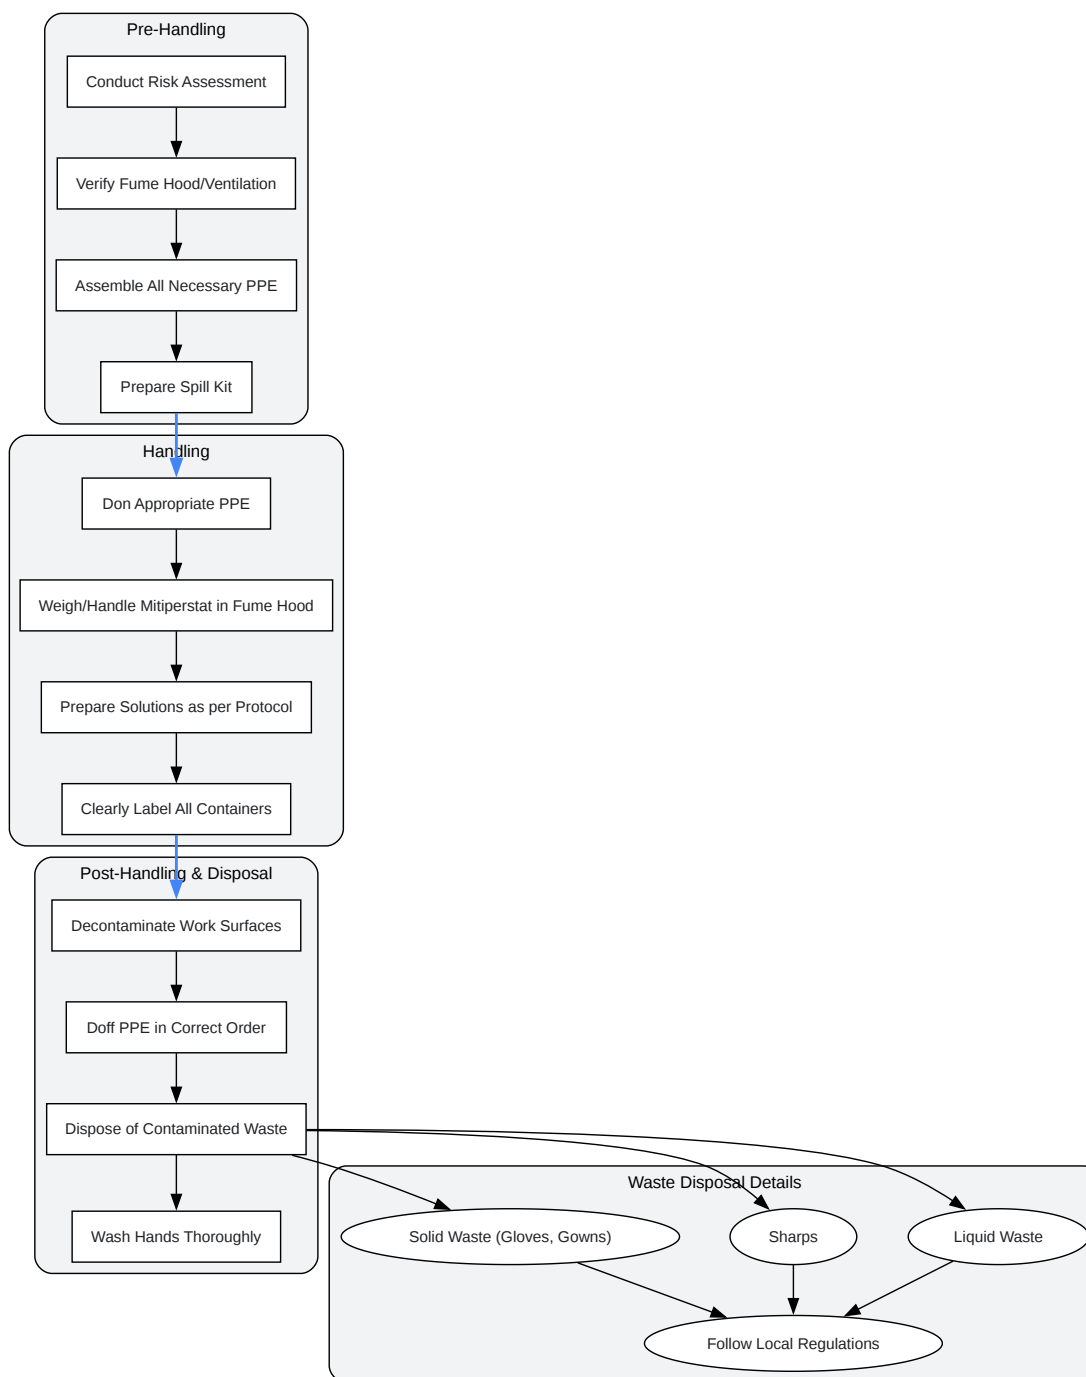 Pre-Handling
Conduct Risk Assessment
Verify Fume Hood/Ventilation
Assemble All Necessary PPE
Prepare Spill Kit
Handling
Don Appropriate PPE
Weigh/Handle Mitiperstat in Fume Hood
Prepare Solutions as per Protocol
Clearly Label All Containers
Post-Handling & Disposal
Decontaminate Work Surfaces
Doff PPE in Correct Order
Dispose of Contaminated Waste
Wash Hands Thoroughly
Waste Disposal Details
Solid Waste (Gloves, Gowns)
Sharps
Liquid Waste
Follow Local Regulations